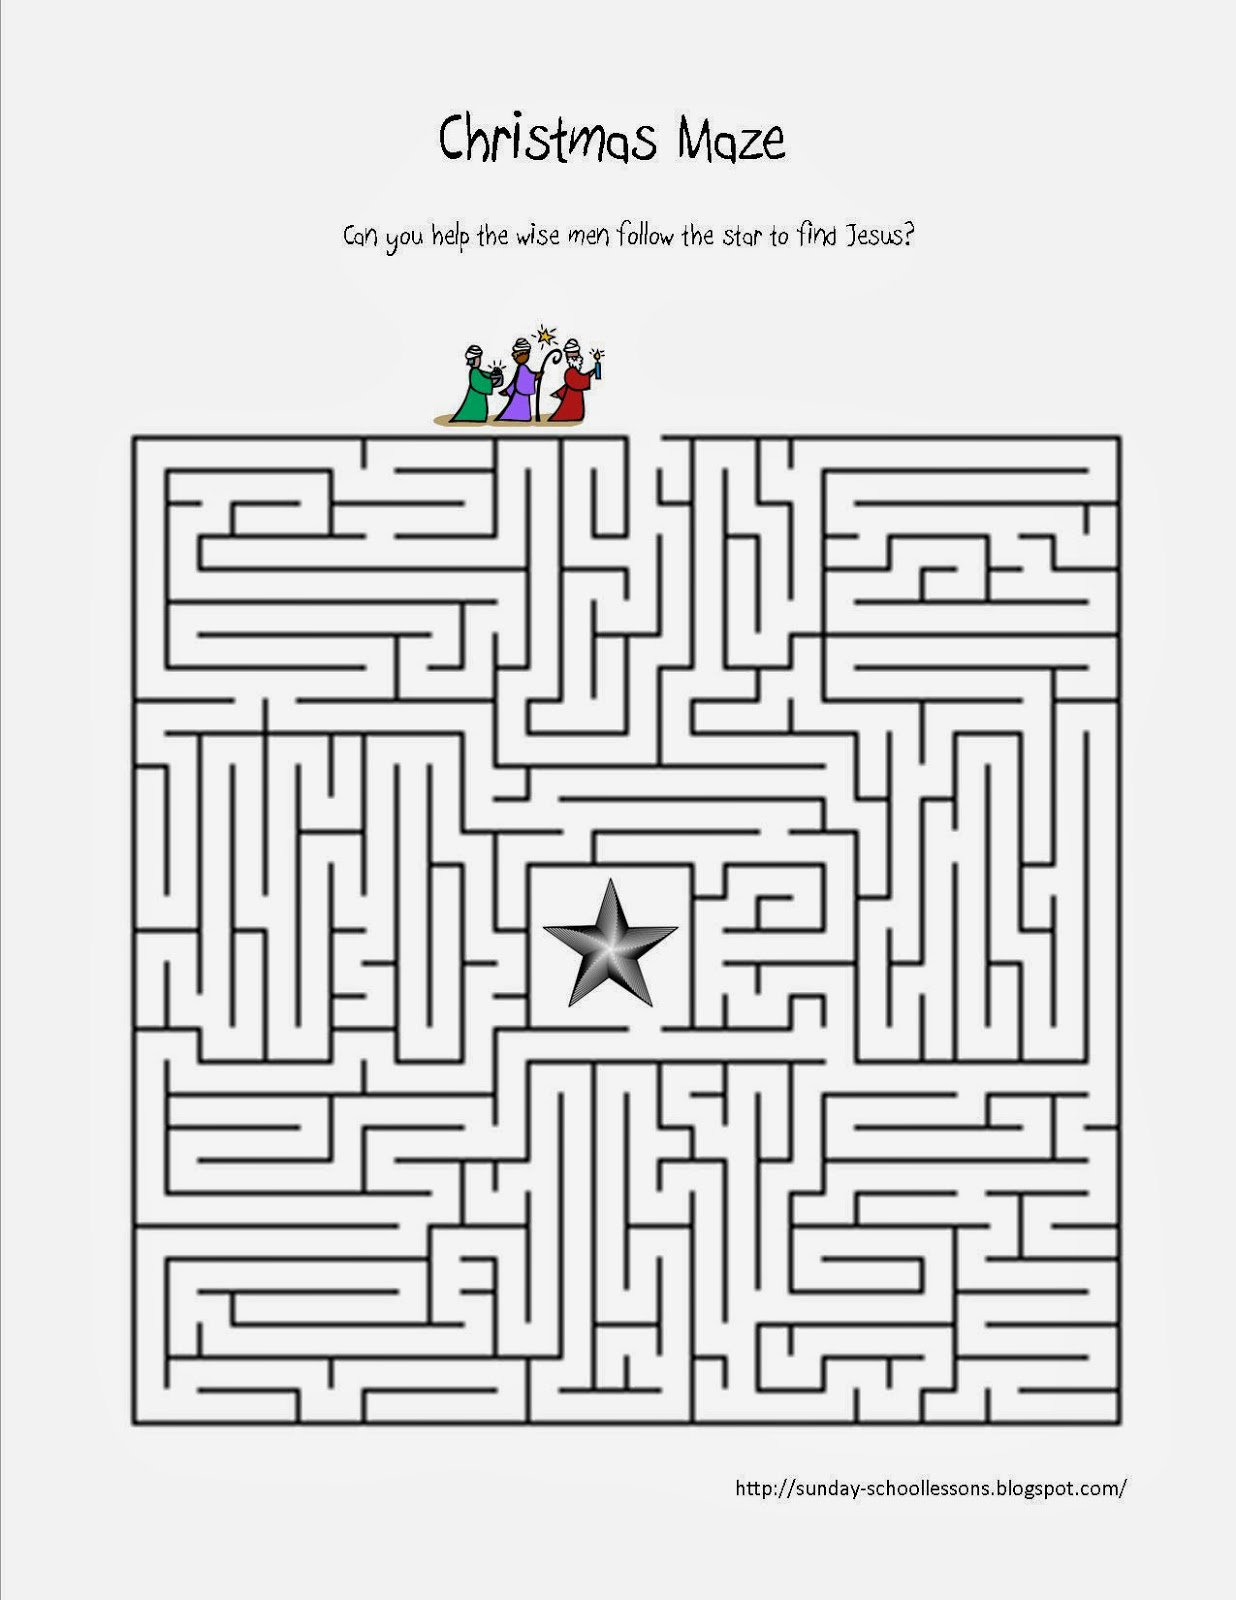 Christmas Maze
Can you help the wise men follow the star to find Jesus?
http://sunday-schoollessons.blogspot.com/